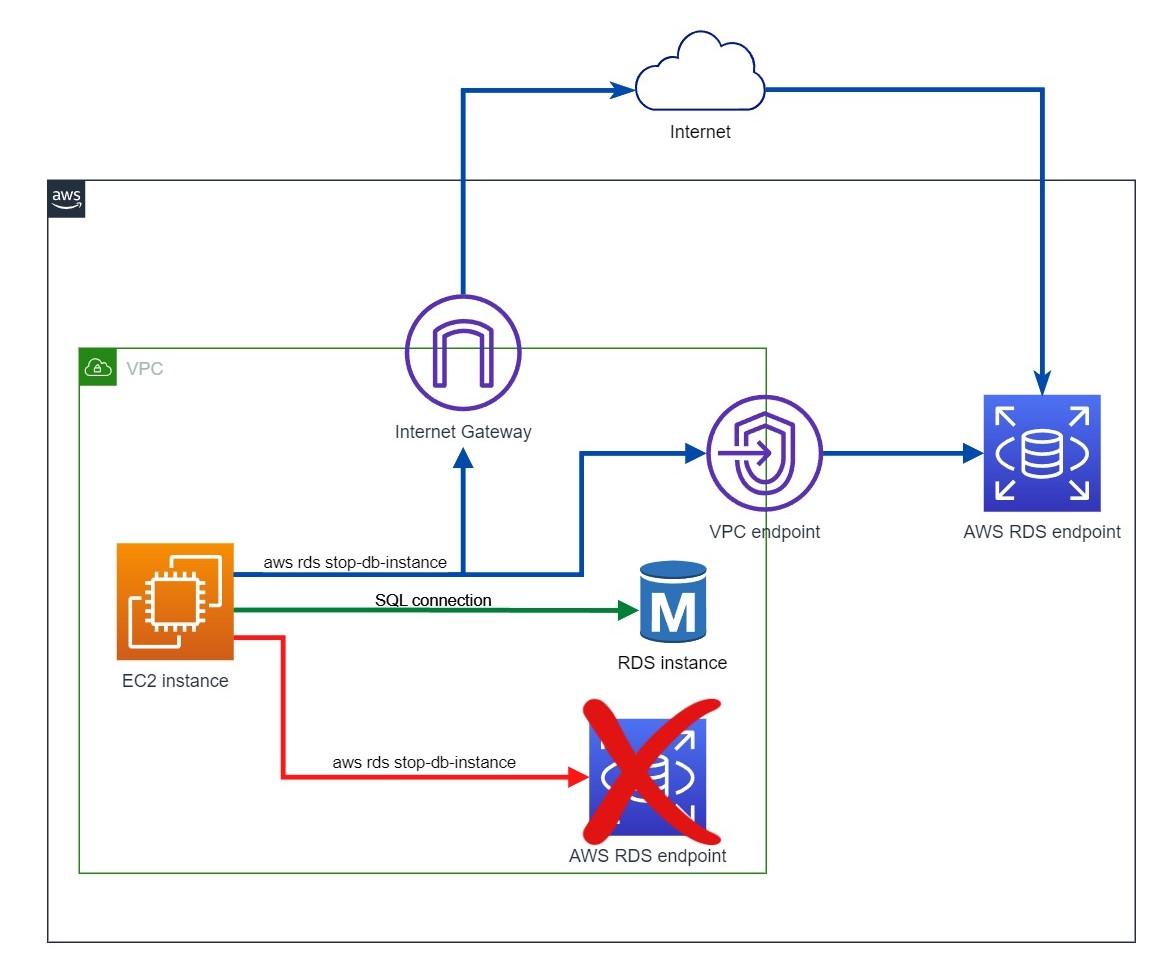 Internet
aws
VPC
Internet Gateway
VPC endpoint
AWS RDS endpoint
aws rds stop-db-instance
SQL connection
M
RDS instance
EC2 instance
aws rds stop-db-instance
AWS RDS endpoint